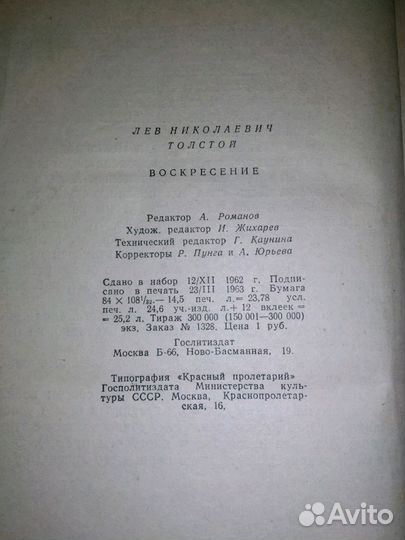 ЛЕВ НИКОЛАЕВИЧ
ТОЛСТОЙ
ВОСКРЕСЕНИЕ
Редактор А. Романов
Худож. редактор И. Жихарев
Технический редактор Г. Каунина
Корректоры Р. Пунга и А. Юрьева
Сдано в набор 12/XII 1962 г. Подпи-
сано в печать 23/III 1963 г. Бумага
84 × 108 1/32.— 14,5 печ. л.= 23,78 усл.
печ. л. 24,6 уч.-изд. л.+ 12 вклеек =
= 25,2 л. Тираж 300 000 (150 001—300 000)
экз. Заказ № 1328. Цена 1 руб.
Гослитиздат
Москва Б-66, Ново-Басманная, 19.
Типография «Красный пролетарий»
Госполитиздата Министерства куль-
туры СССР. Москва, Краснопролетар-
ская, 16.
Avito